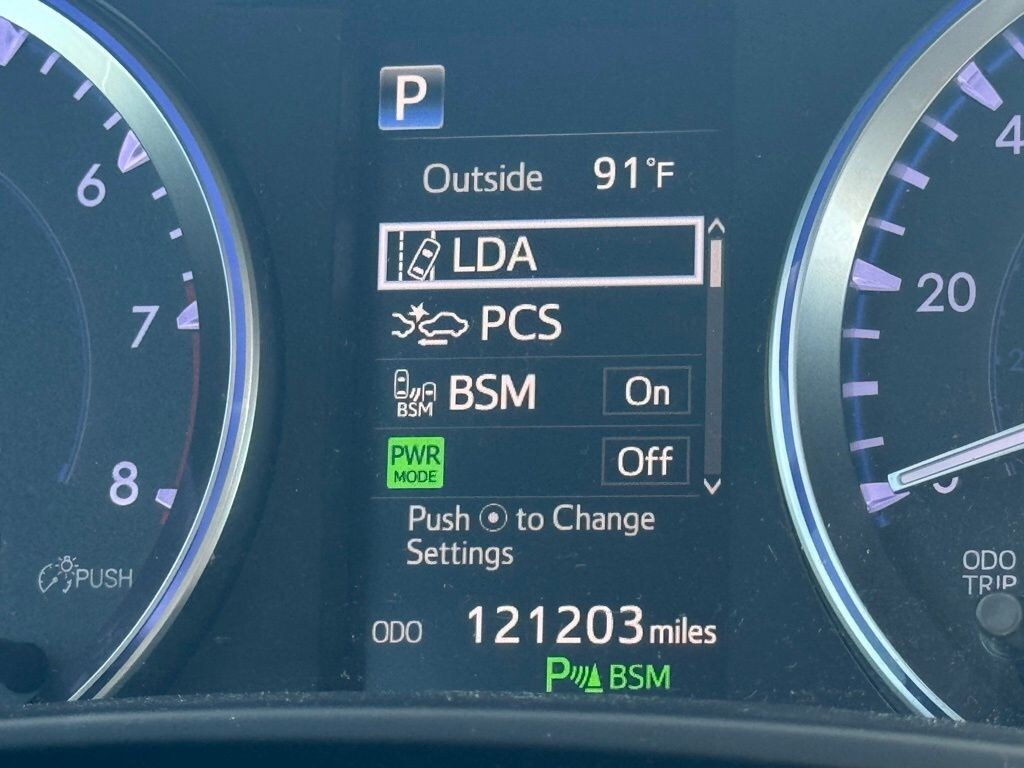 P
Outside 91°F
LDA
PCS
BSM BSM On
PWR MODE Off
Push ⦿ to Change
Settings
ODO 121203 miles
P BSM
6
7
8
PUSH
4
20
0
ODO
TRIP